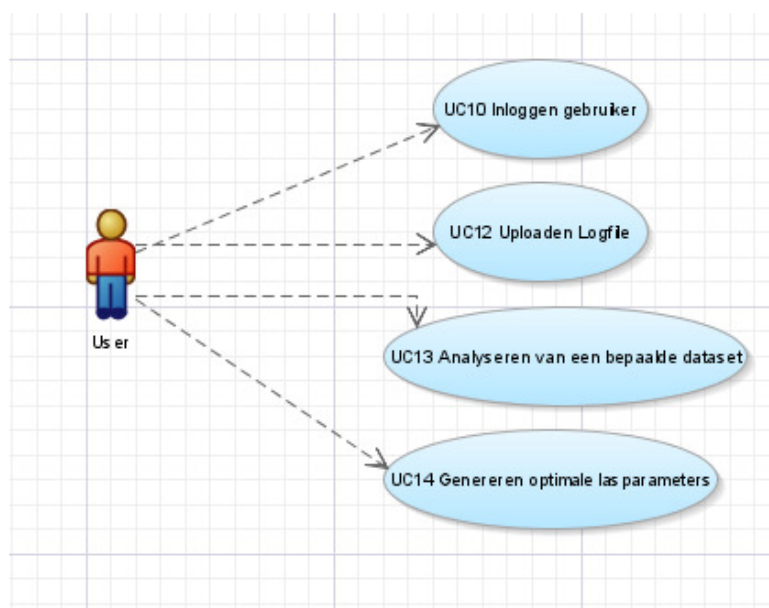 UC10 Inloggen gebruiker
UC12 Uploaden Logfile
User
UC13 Analyseren van een bepaalde dataset
UC14 Genereren optimale las parameters